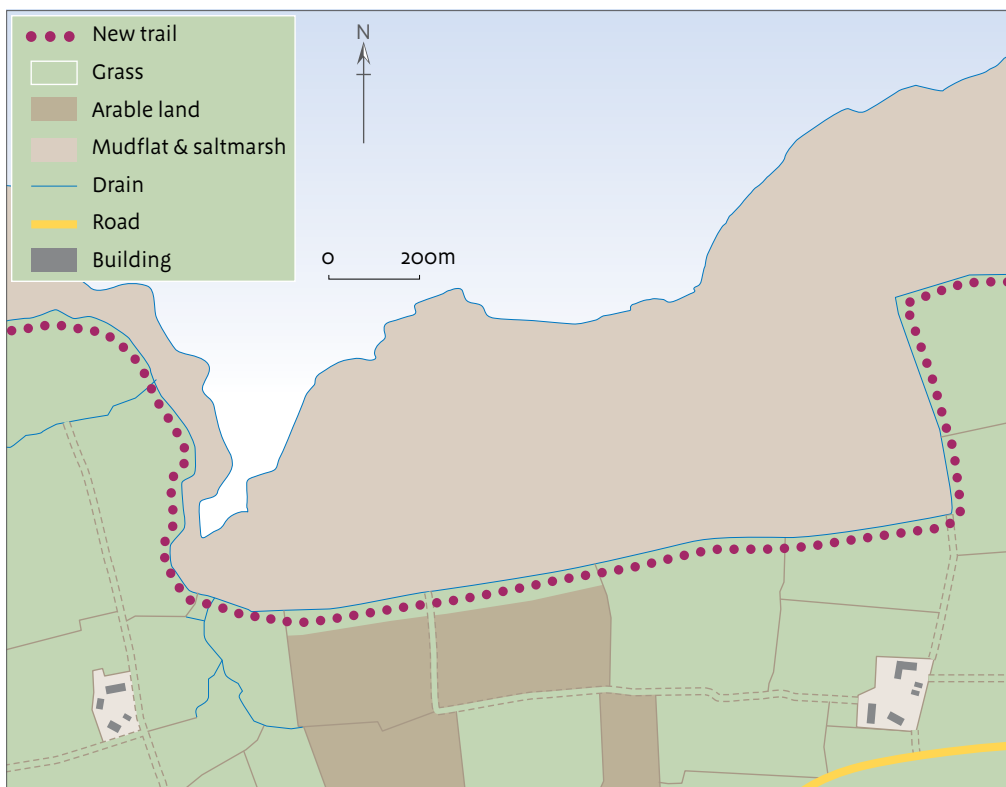 New trail
Grass
Arable land
Mudflat & saltmarsh
Drain
Road
Building
N
0 200m